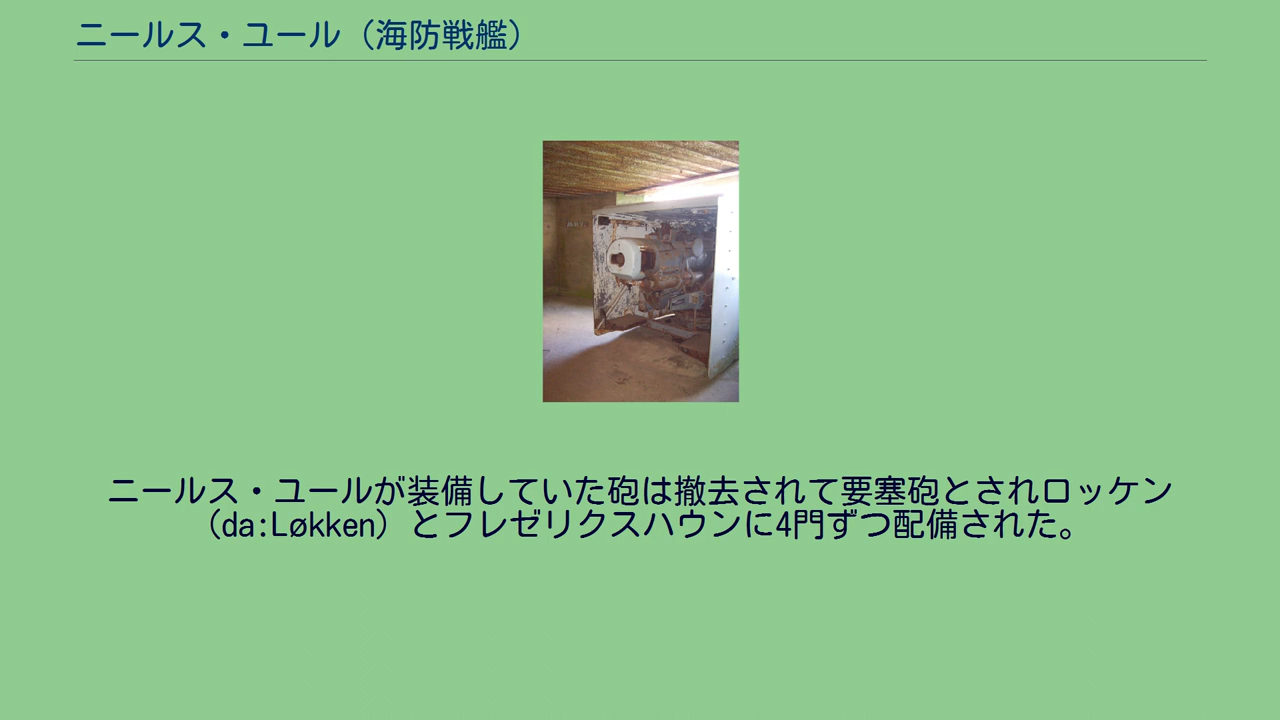 ニールス・ユール（海防戦艦）
ニールス・ユールが装備していた砲は撤去されて要塞砲とされロッケン
（da:Løkken）とフレゼリクスハウンに4門ずつ配備された。